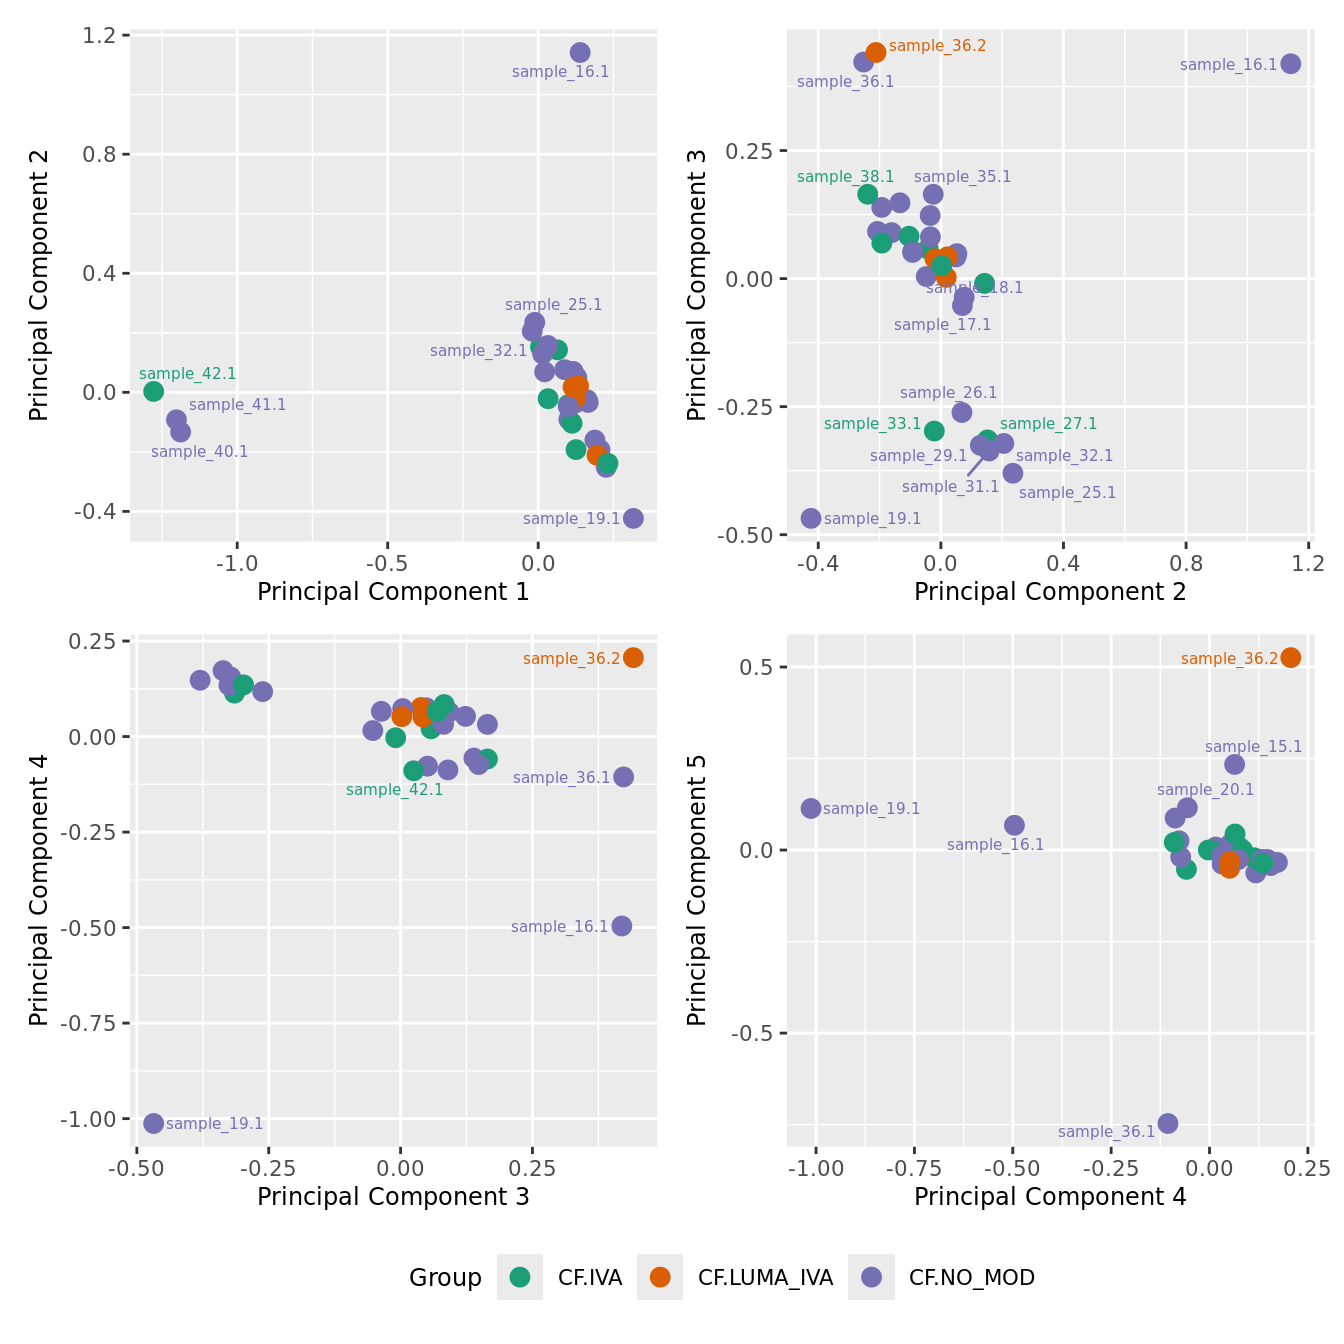 1.2
0.8
0.4
0.0
-0.4
Principal Component 2
sample_16.1
sample_25.1
sample_32.1
sample_42.1
sample_41.1
sample_40.1
sample_19.1
-1.0
-0.5
0.0
Principal Component 1
0.25
0.00
-0.25
-0.50
Principal Component 3
sample_36.2
sample_16.1
sample_36.1
sample_38.1
sample_35.1
sample_18.1
sample_17.1
sample_26.1
sample_33.1
sample_27.1
sample_29.1
sample_32.1
sample_31.1
sample_25.1
sample_19.1
-0.4
0.0
0.4
0.8
1.2
Principal Component 2
0.25
0.00
-0.25
-0.50
-0.75
-1.00
Principal Component 4
sample_36.2
sample_36.1
sample_42.1
sample_16.1
sample_19.1
-0.50
-0.25
0.00
0.25
Principal Component 3
0.5
0.0
-0.5
Principal Component 5
sample_36.2
sample_15.1
sample_20.1
sample_19.1
sample_16.1
sample_36.1
-1.00
-0.75
-0.50
-0.25
0.00
0.25
Principal Component 4
Group
CF.IVA
CF.LUMA_IVA
CF.NO_MOD